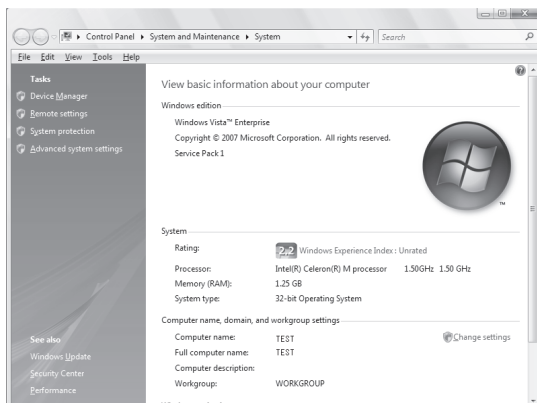 Control Panel ▸ System and Maintenance ▸ System
Search
File Edit View Tools Help
Tasks
Device Manager
Remote settings
System protection
Advanced system settings
View basic information about your computer
Windows edition
Windows Vista™ Enterprise
Copyright © 2007 Microsoft Corporation. All rights reserved.
Service Pack 1
TM
System
Rating: 2,2 Windows Experience Index : Unrated
Processor: Intel(R) Celeron(R) M processor 1.50GHz 1.50 GHz
Memory (RAM): 1.25 GB
System type: 32-bit Operating System
Computer name, domain, and workgroup settings
Computer name: TEST Change settings
Full computer name: TEST
Computer description:
Workgroup: WORKGROUP
See also
Windows Update
Security Center
Performance